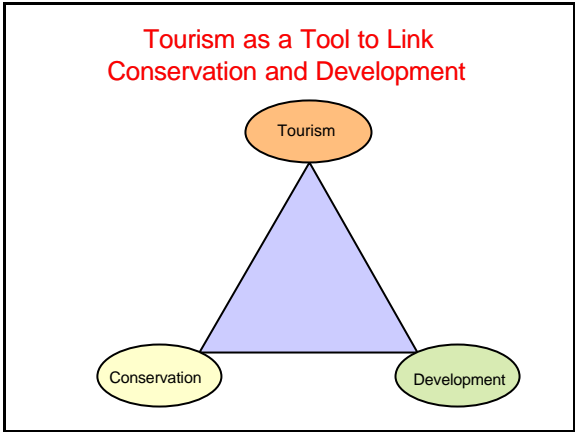 Tourism as a Tool to Link
Conservation and Development
Tourism
Conservation
Development